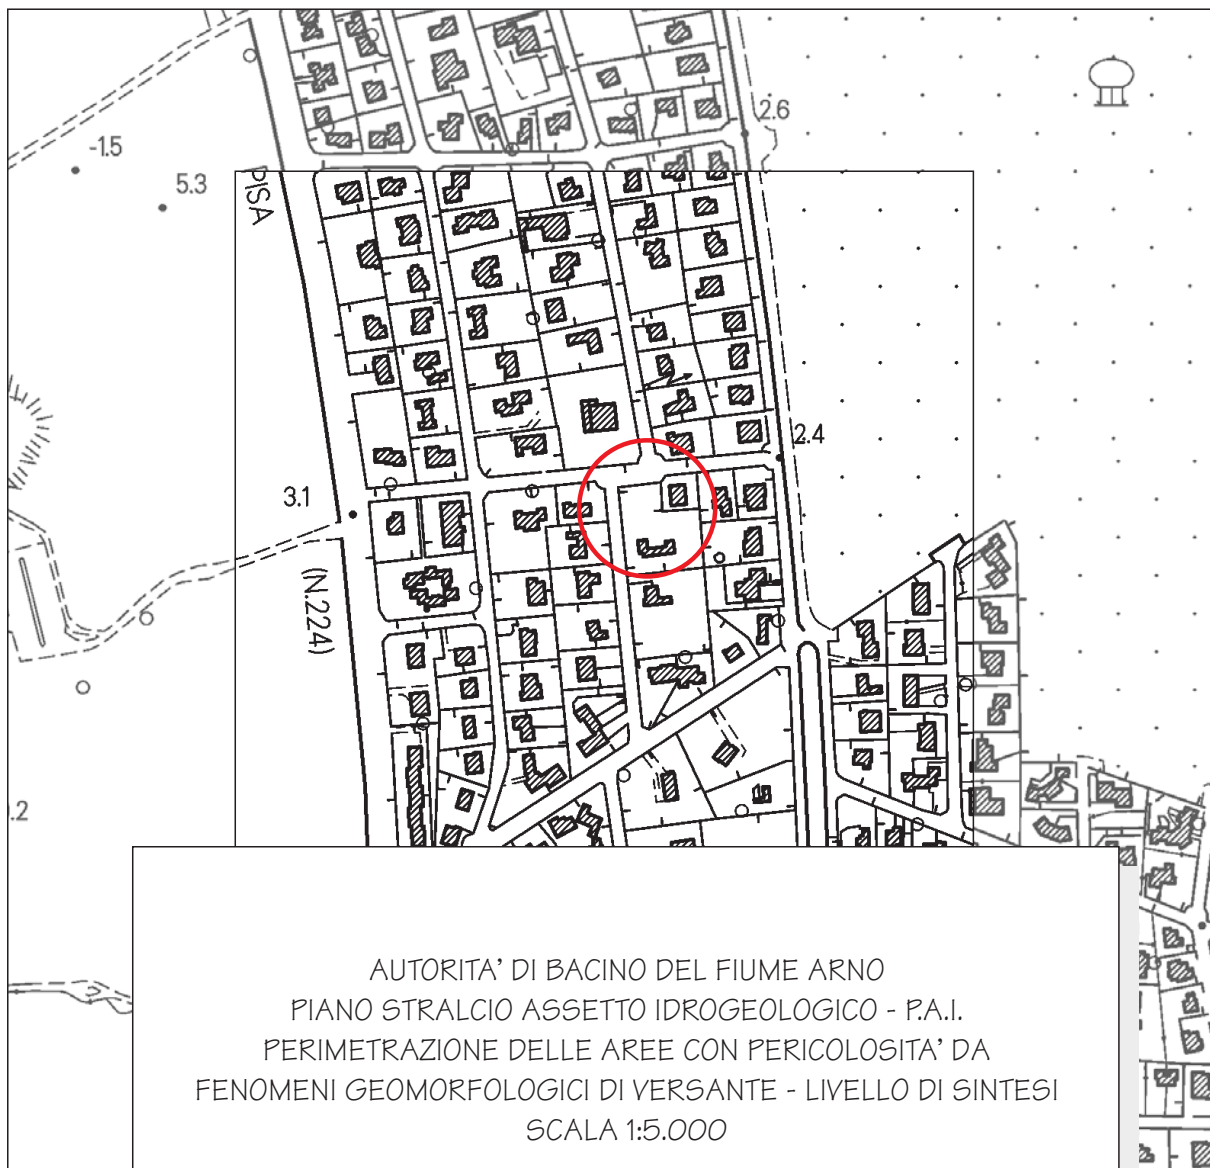 2.6
-1.5
5.3
PISA
2.4
3.1
(N.224)
.2
AUTORITA' DI BACINO DEL FIUME ARNO
PIANO STRALCIO ASSETTO IDROGEOLOGICO - P.A.I.
PERIMETRAZIONE DELLE AREE CON PERICOLOSITA' DA
FENOMENI GEOMORFOLOGICI DI VERSANTE - LIVELLO DI SINTESI
SCALA 1:5.000